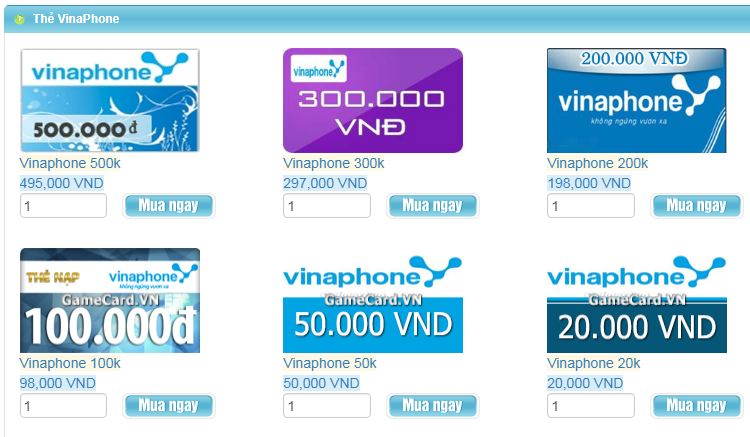 Thẻ VinaPhone
vinaphone
500.000đ
Vinaphone 500k
495,000 VND
1
Mua ngay
vinaphone
300.000
VNĐ
Vinaphone 300k
297,000 VND
1
Mua ngay
200.000 VNĐ
vinaphone
không ngừng vươn xa
Vinaphone 200k
198,000 VND
1
Mua ngay
THẺ NẠP
vinaphone
không ngừng vươn xa
GameCard.VN
100.000đ
Vinaphone 100k
98,000 VND
1
Mua ngay
vinaphone
GameCard.VN
50.000 VND
Vinaphone 50k
50,000 VND
1
Mua ngay
vinaphone
GameCard.VN
20.000 VND
Vinaphone 20k
20,000 VND
1
Mua ngay